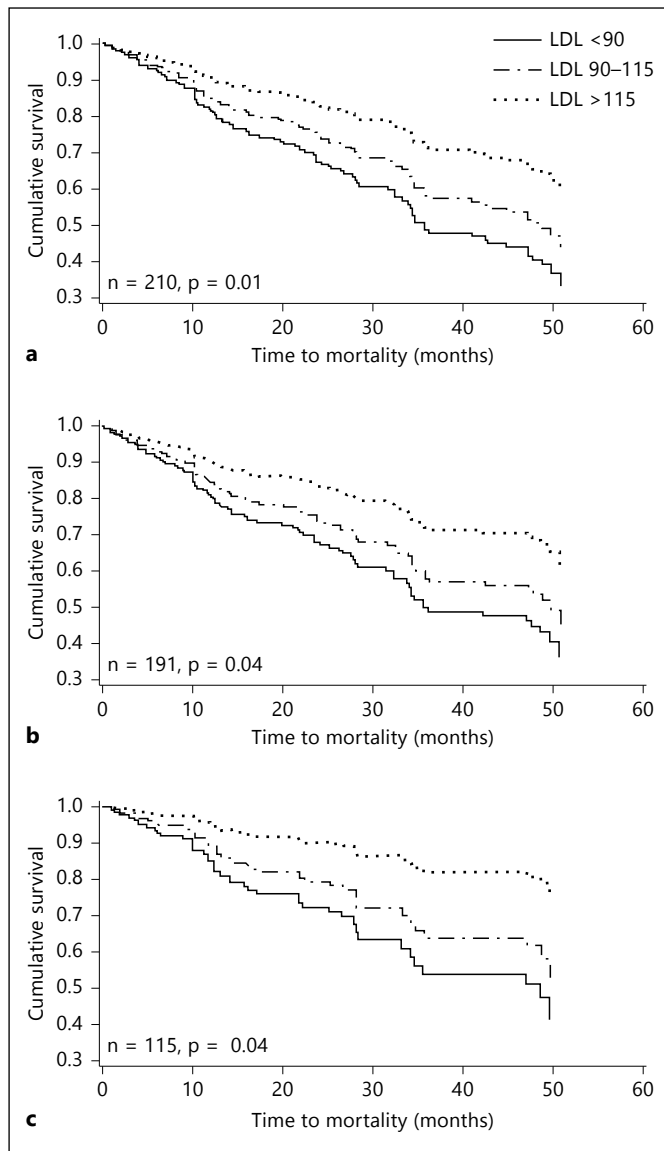 LDL <90
LDL 90–115
LDL >115
1.0
0.9
0.8
0.7
0.6
0.5
0.4
0.3
Cumulative survival
n = 210, p = 0.01
0 10 20 30 40 50 60
Time to mortality (months)
a
1.0
0.9
0.8
0.7
0.6
0.5
0.4
0.3
Cumulative survival
n = 191, p = 0.04
0 10 20 30 40 50 60
Time to mortality (months)
b
1.0
0.9
0.8
0.7
0.6
0.5
0.4
0.3
Cumulative survival
n = 115, p = 0.04
0 10 20 30 40 50 60
Time to mortality (months)
c